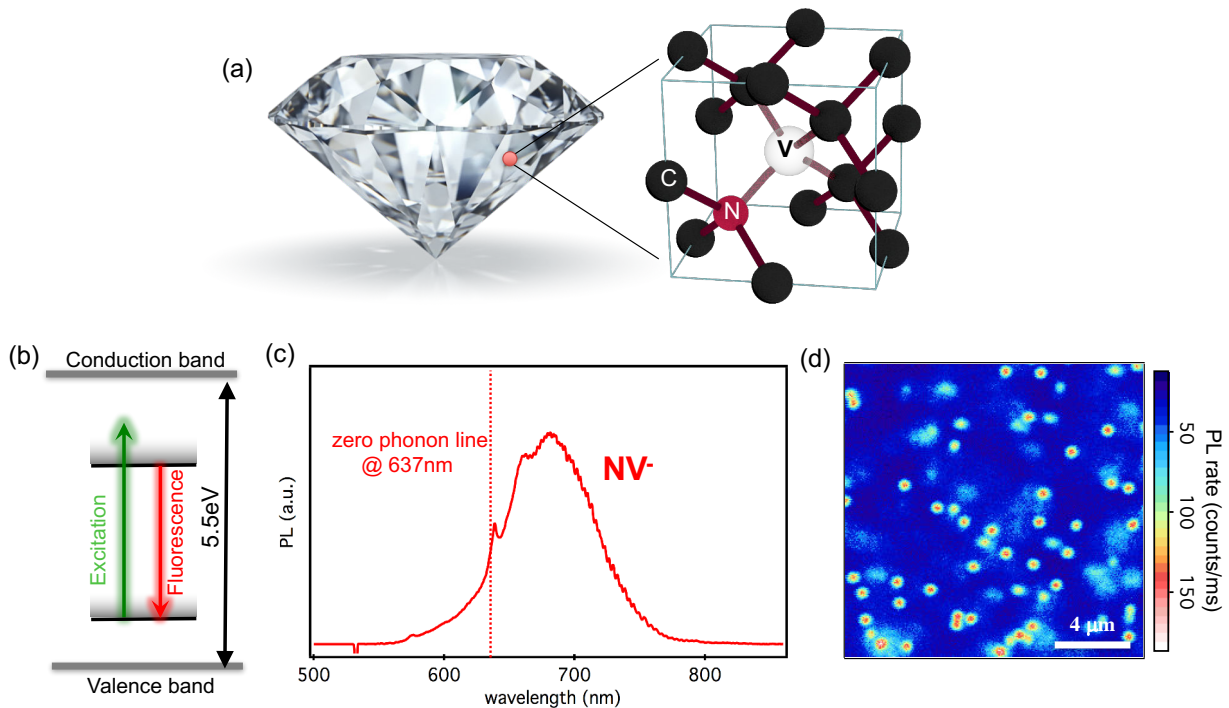 (a)
V
C
N
(b)
Conduction band
Excitation
Fluorescence
5.5eV
Valence band
(c)
zero phonon line
@ 637nm
NV-
PL (a.u.)
500
600
700
800
wavelength (nm)
(d)
4 μm
50
100
150
PL rate (counts/ms)